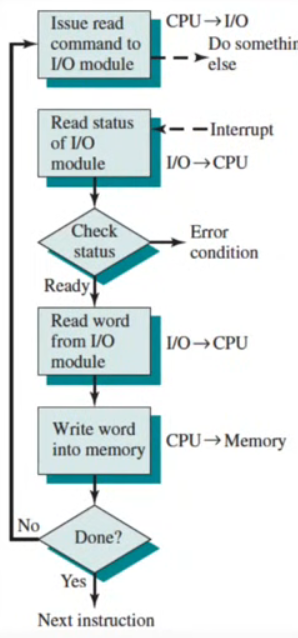 Issue read
command to
I/O module
CPU→I/O
Do somethin
else
Read status
of I/O
module
Interrupt
I/O→CPU
Check
status
Error
condition
Ready
Read word
from I/O
module
I/O→CPU
Write word
into memory
CPU→Memory
No
Done?
Yes
Next instruction